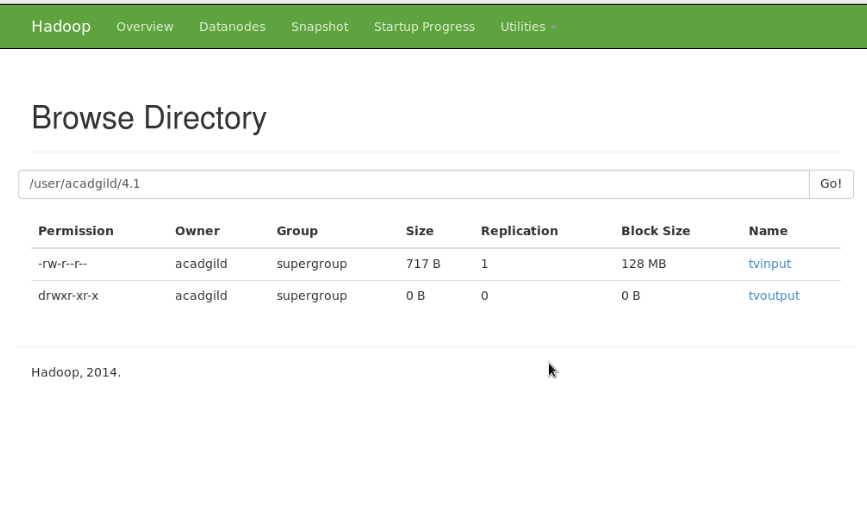 Hadoop Overview Datanodes Snapshot Startup Progress Utilities
Browse Directory
/user/acadgild/4.1 Go!
Permission Owner Group Size Replication Block Size Name
-rw-r--r-- acadgild supergroup 717 B 1 128 MB tvinput
drwxr-xr-x acadgild supergroup 0 B 0 0 B tvoutput
Hadoop, 2014.